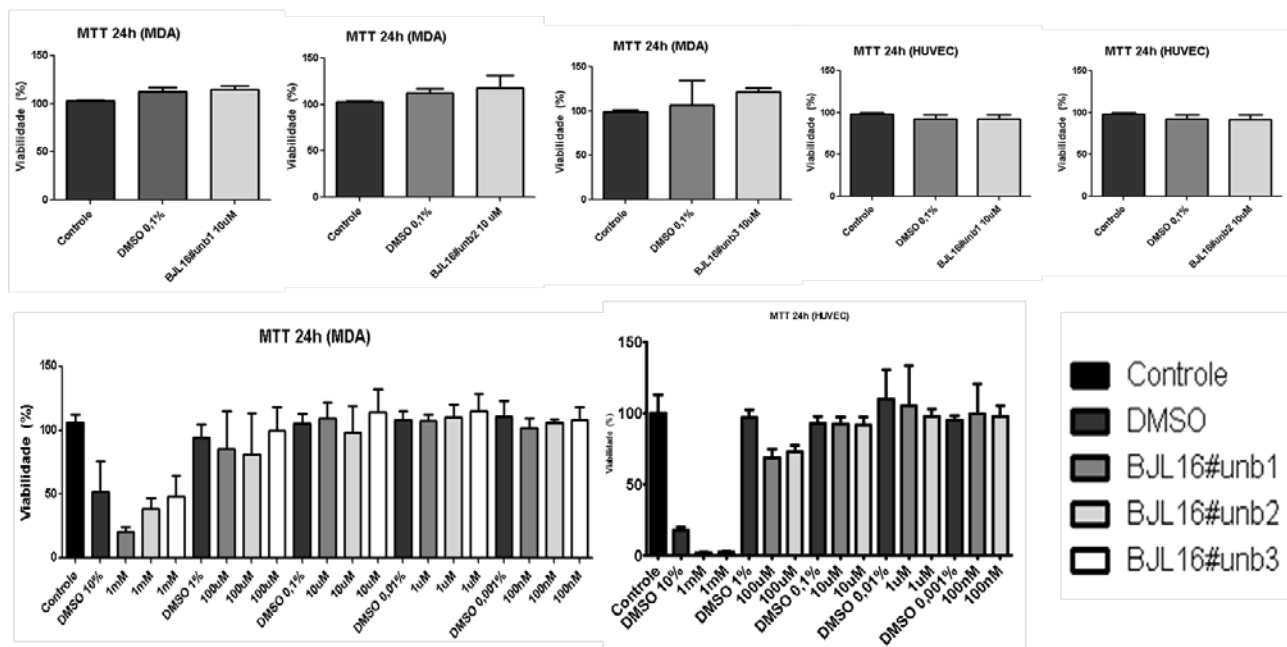 MTT 24h (MDA)
Viabilidade (%)
150
100
50
0
Controle
DMSO 0,1%
BJL16#unb1 10uM
MTT 24h (MDA)
Viabilidade (%)
150
100
50
0
Controle
DMSO 0,1%
BJL16#unb2 10 uM
MTT 24h (MDA)
Viabilidade (%)
150
100
50
0
Controle
DMSO 0,1%
BJL16#unb3 10uM
MTT 24h (HUVEC)
Viabilidade (%)
150
100
50
0
Controle
DMSO 0,1%
BJL16#unb1 10uM
MTT 24h (HUVEC)
Viabilidade (%)
150
100
50
0
Controle
DMSO 0,1%
BJL16#unb2 10uM
MTT 24h (MDA)
Viabilidade (%)
150
100
50
0
Controle
DMSO 10%
1mM
1mM
1mM
DMSO 1%
100uM
100uM
100uM
DMSO 0,1%
10uM
10uM
10uM
DMSO 0,01%
1uM
1uM
1uM
DMSO 0,001%
100nM
100nM
100nM
MTT 24h (HUVEC)
Viabilidade (%)
150
100
50
0
Controle
DMSO 10%
1mM
1mM
DMSO 1%
100uM
100uM
DMSO 0,1%
10uM
10uM
DMSO 0,01%
1uM
1uM
DMSO 0,001%
100nM
100nM
Controle
DMSO
BJL16#unb1
BJL16#unb2
BJL16#unb3